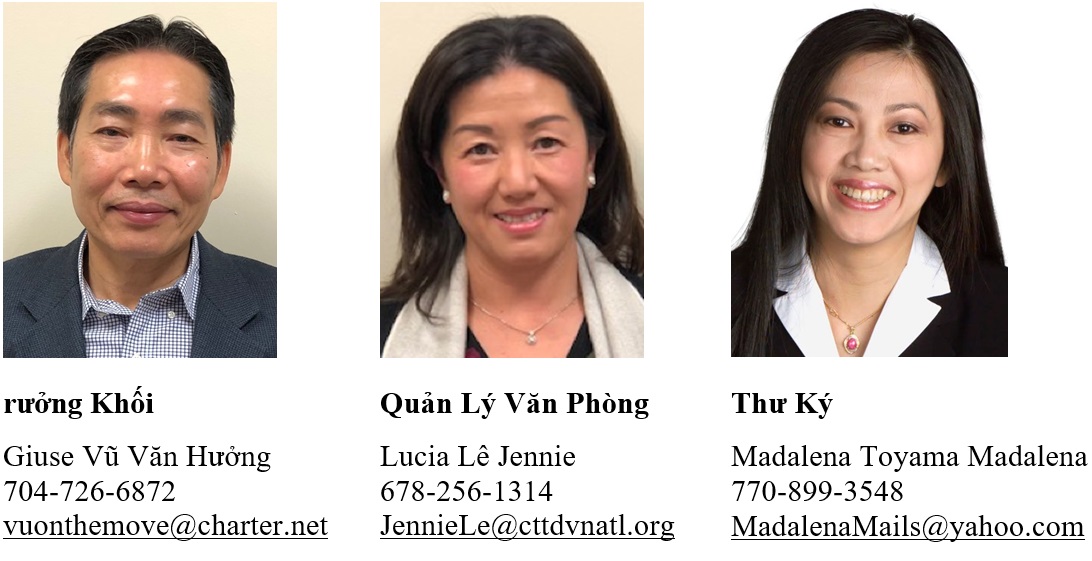 rưởng Khối
Giuse Vũ Văn Hưởng
704-726-6872
vuonthemove@charter.net
Quản Lý Văn Phòng
Lucia Lê Jennie
678-256-1314
JennieLe@cttdvnatl.org
Thư Ký
Madalena Toyama Madalena
770-899-3548
MadalenaMails@yahoo.com